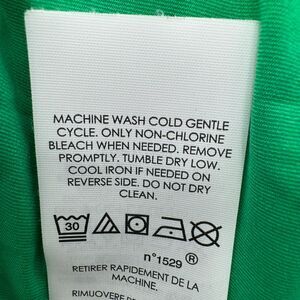 MACHINE WASH COLD GENTLE
CYCLE. ONLY NON-CHLORINE
BLEACH WHEN NEEDED. REMOVE
PROMPTLY. TUMBLE DRY LOW.
COOL IRON IF NEEDED ON
REVERSE SIDE. DO NOT DRY
CLEAN.
30
n°1529 ®
RETIRER RAPIDEMENT DE LA
MACHINE.
RIMUOVERE